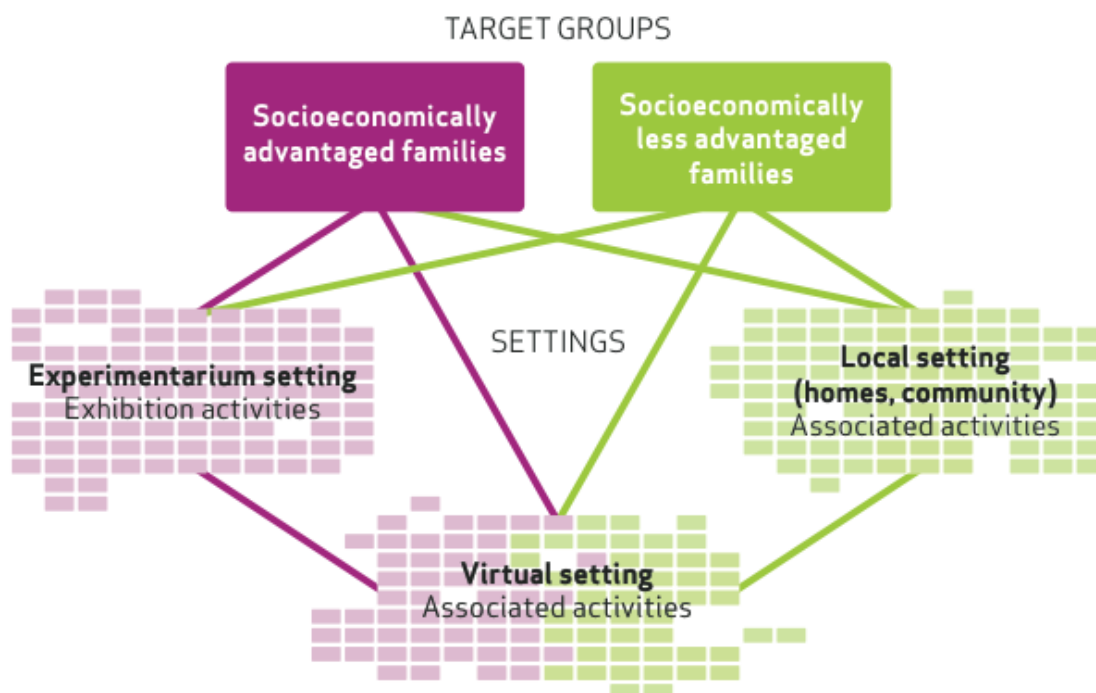 TARGET GROUPS
Socioeconomically
advantaged families
Socioeconomically
less advantaged
families
SETTINGS
Experimentarium setting
Exhibition activities
Local setting
(homes, community)
Associated activities
Virtual setting
Associated activities